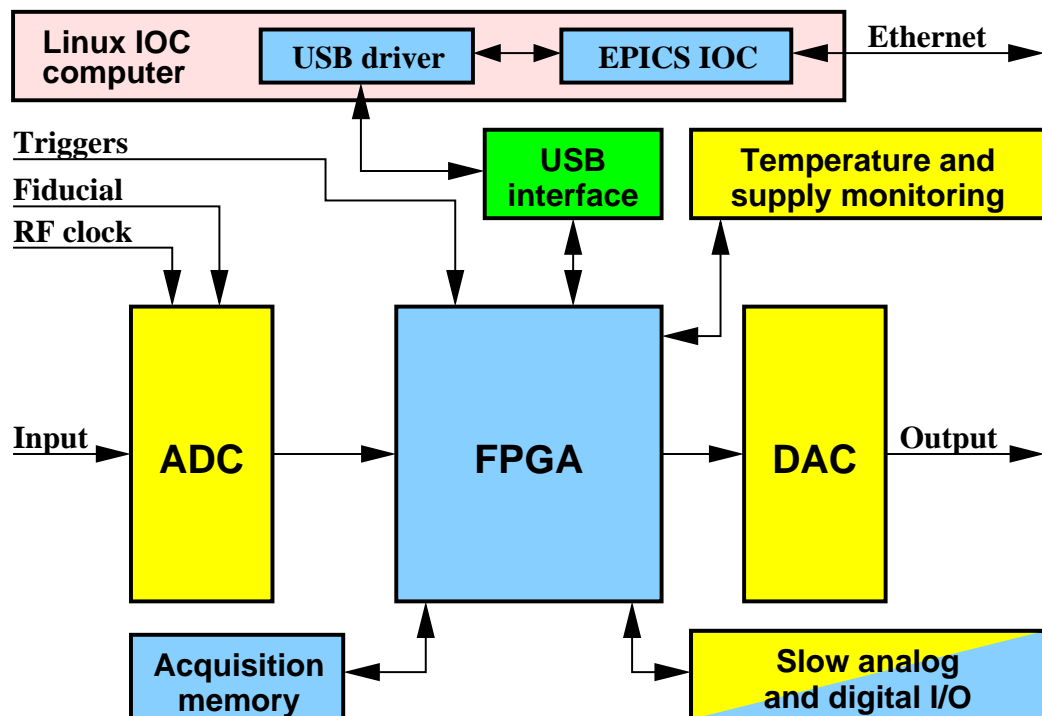 Linux IOC
computer
USB driver
EPICS IOC
Ethernet
Triggers
Fiducial
RF clock
USB
interface
Temperature and
supply monitoring
Input
ADC
FPGA
DAC
Output
Acquisition
memory
Slow analog
and digital I/O